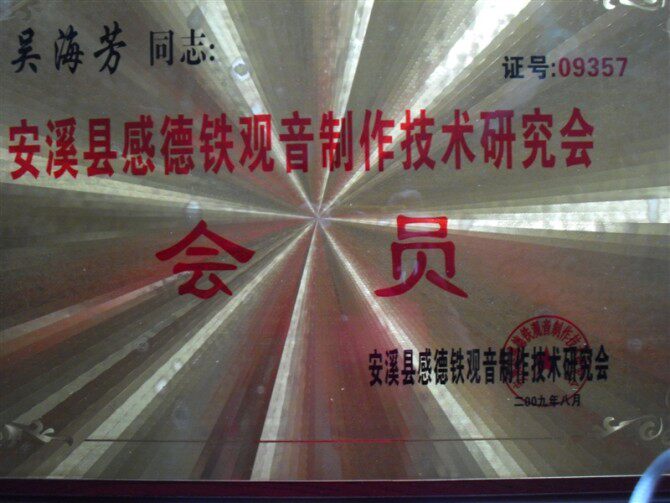 吴海芳 同志: 证号:09357
安溪县感德铁观音制作技术研究会
会员
安溪县感德铁观音制作技术研究会
二00九年八月